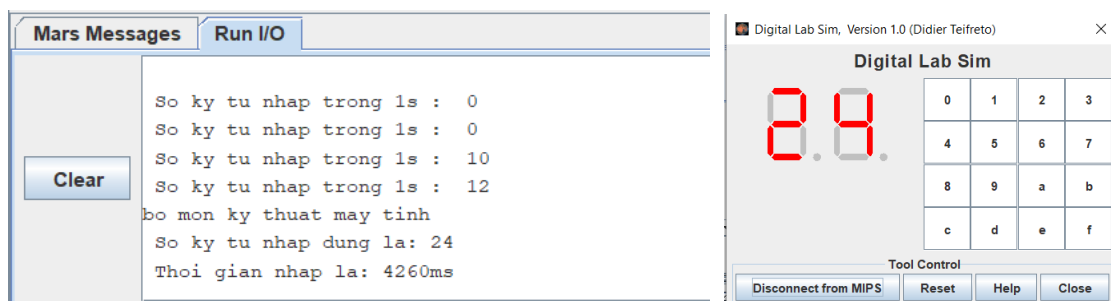 Mars Messages Run I/O
So ky tu nhap trong 1s : 0
So ky tu nhap trong 1s : 0
So ky tu nhap trong 1s : 10
So ky tu nhap trong 1s : 12
Clear
bo mon ky thuat may tinh
So ky tu nhap dung la: 24
Thoi gian nhap la: 4260ms
Digital Lab Sim, Version 1.0 (Didier Teifreto)
Digital Lab Sim
24
0 1 2 3
4 5 6 7
8 9 a b
c d e f
Tool Control
Disconnect from MIPS Reset Help Close